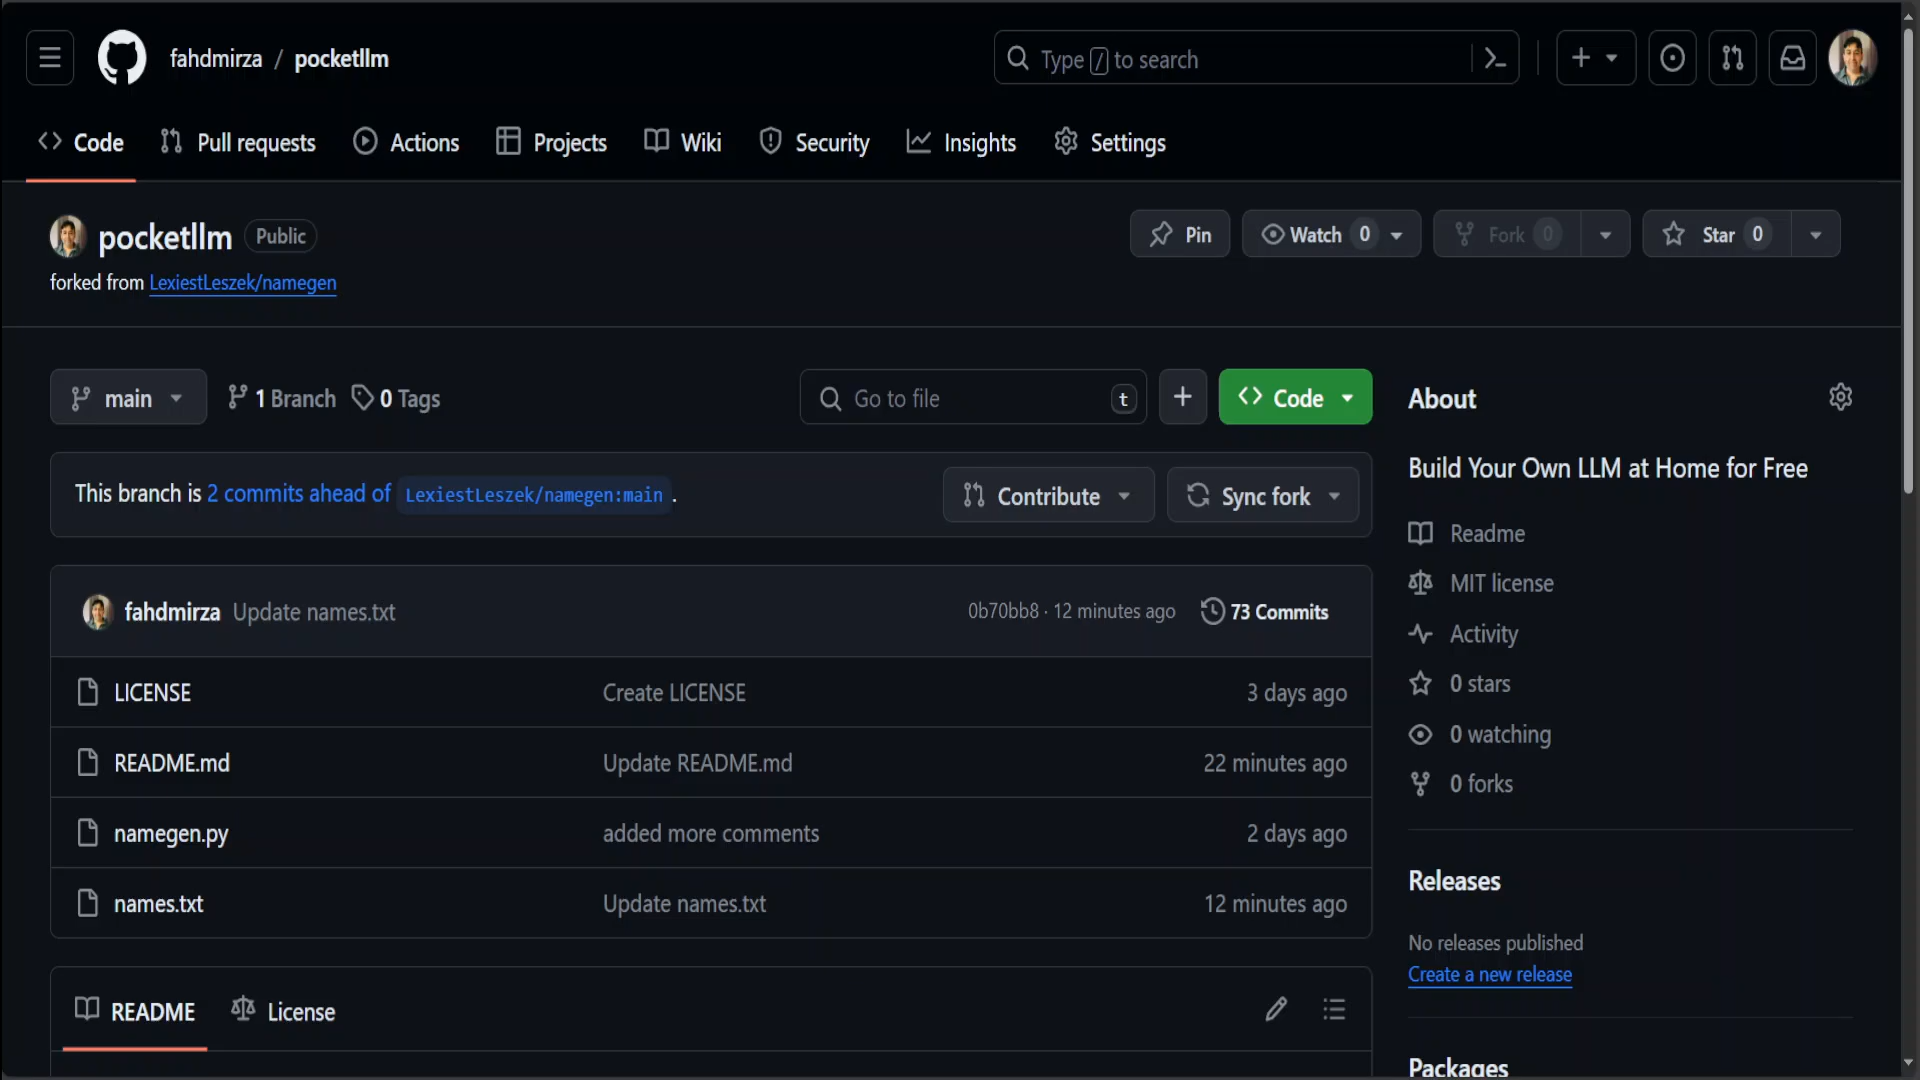 fahdmirza / pocketllm
Type / to search
Code
Pull requests
Actions
Projects
Wiki
Security
Insights
Settings
pocketllm Public
Pin
Watch 0
Fork 0
Star 0
forked from LexiestLeszek/namegen
main
1 Branch
0 Tags
Go to file t
Code
This branch is 2 commits ahead of LexiestLeszek/namegen:main .
Contribute
Sync fork
fahdmirza Update names.txt 0b70bb8 · 12 minutes ago 73 Commits
LICENSE Create LICENSE 3 days ago
README.md Update README.md 22 minutes ago
namegen.py added more comments 2 days ago
names.txt Update names.txt 12 minutes ago
README
License
About
Build Your Own LLM at Home for Free
Readme
MIT license
Activity
0 stars
0 watching
0 forks
Releases
No releases published
Create a new release
Packages